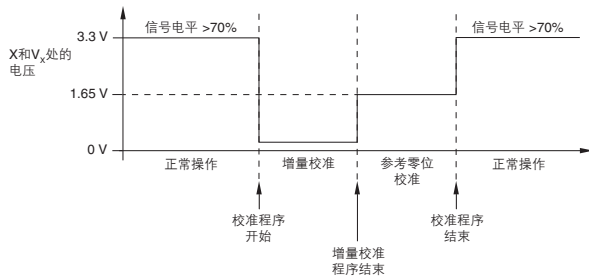 信号电平 >70%
信号电平 >70%
3.3 V
X和Vx处的
电压
1.65 V
0 V
正常操作
增量校准
参考零位
校准
正常操作
校准程序
开始
增量校准
程序结束
校准程序
结束